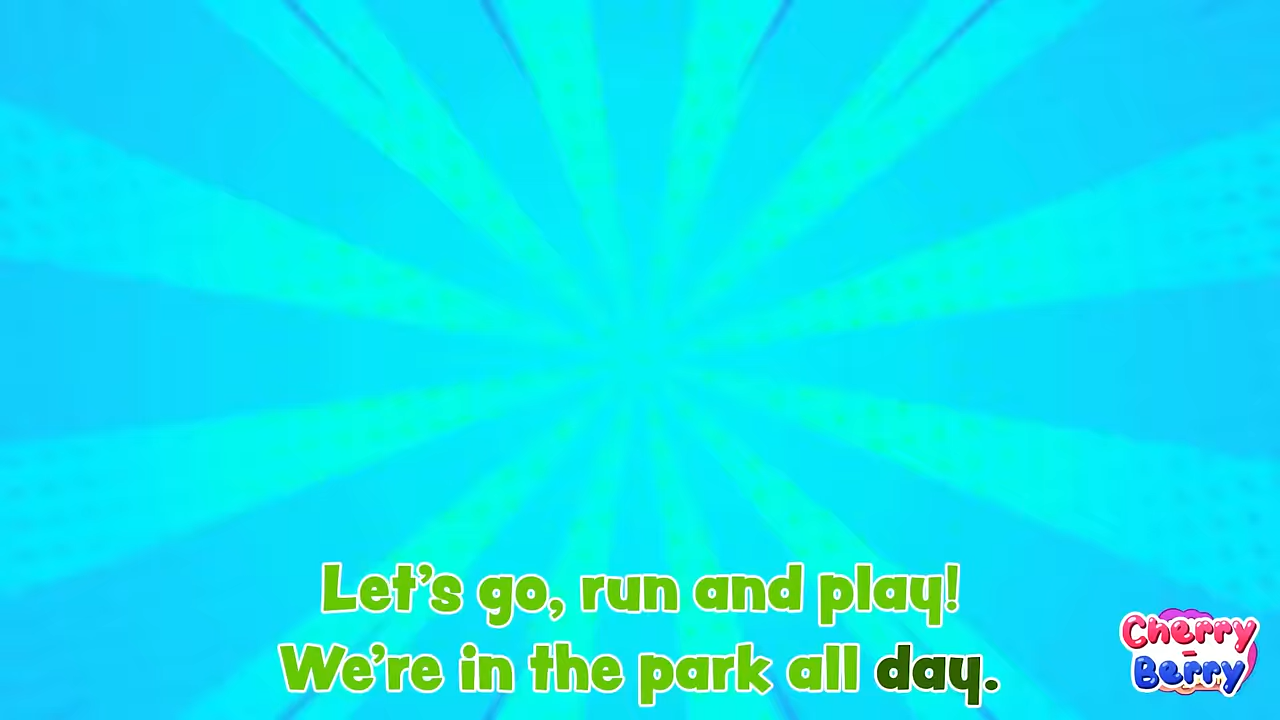 Let's go, run and play!
We're in the park all day.
Cherry
Berry